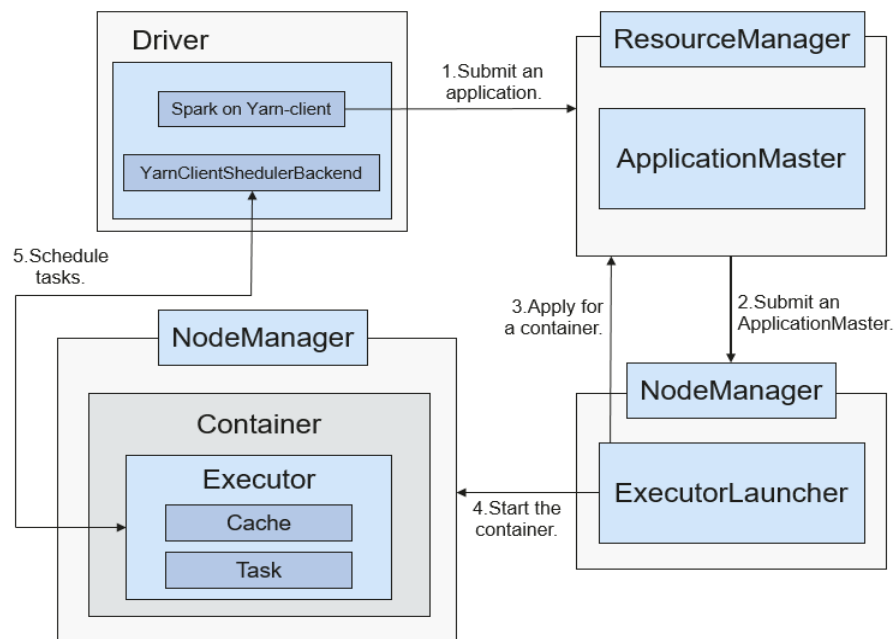 Driver
Spark on Yarn-client
YarnClientShedulerBackend
1.Submit an
application.
ResourceManager
ApplicationMaster
5.Schedule
tasks.
3.Apply for
a container.
2.Submit an
ApplicationMaster.
NodeManager
Container
Executor
Cache
Task
4.Start the
container.
NodeManager
ExecutorLauncher